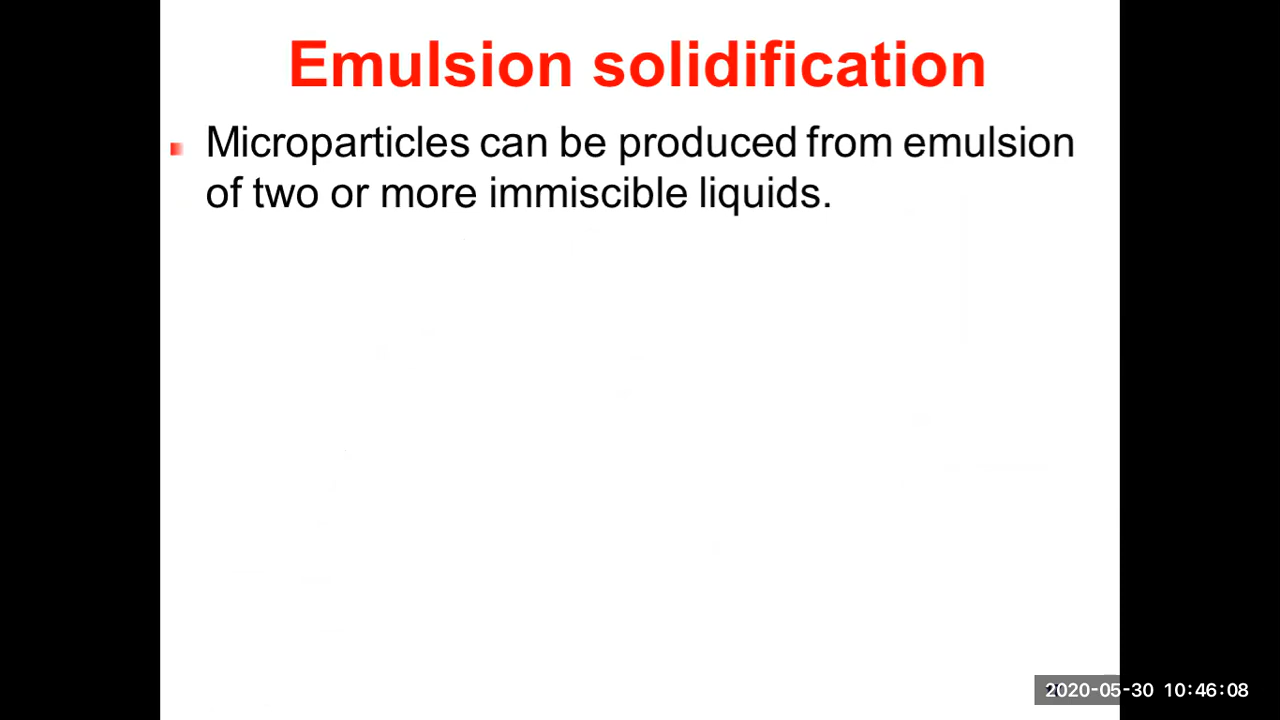 Emulsion solidification
Microparticles can be produced from emulsion
of two or more immiscible liquids.
2020-05-30 10:46:08